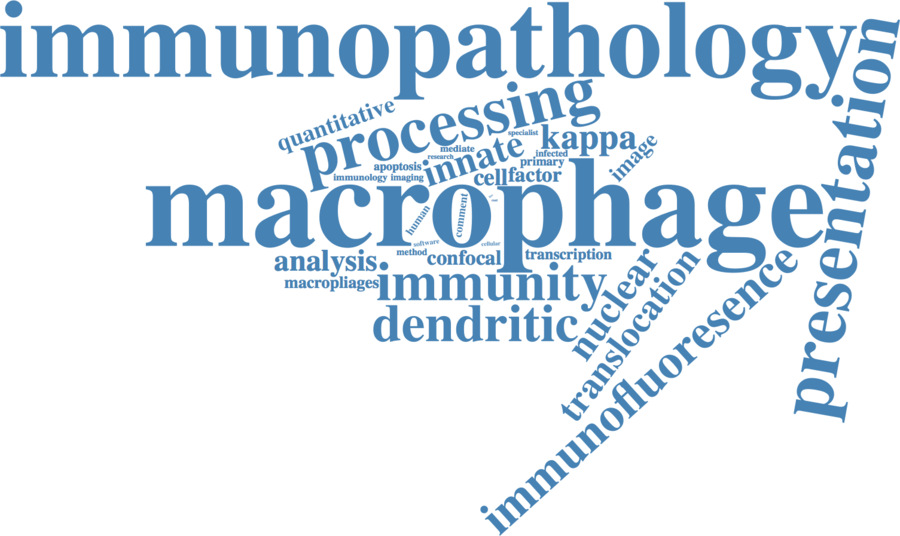 immunopathology
presentation
quantitative
processing
specialist
kappa
mediate
innate
research
infected
image
apoptosis
primary
immunology imaging
cell factor
macrophage
human
comment
software
cellular
method
confocal
transcription
analysis
macropliages
immunity
nuclear
dendritic
translocation
immunofluoresence